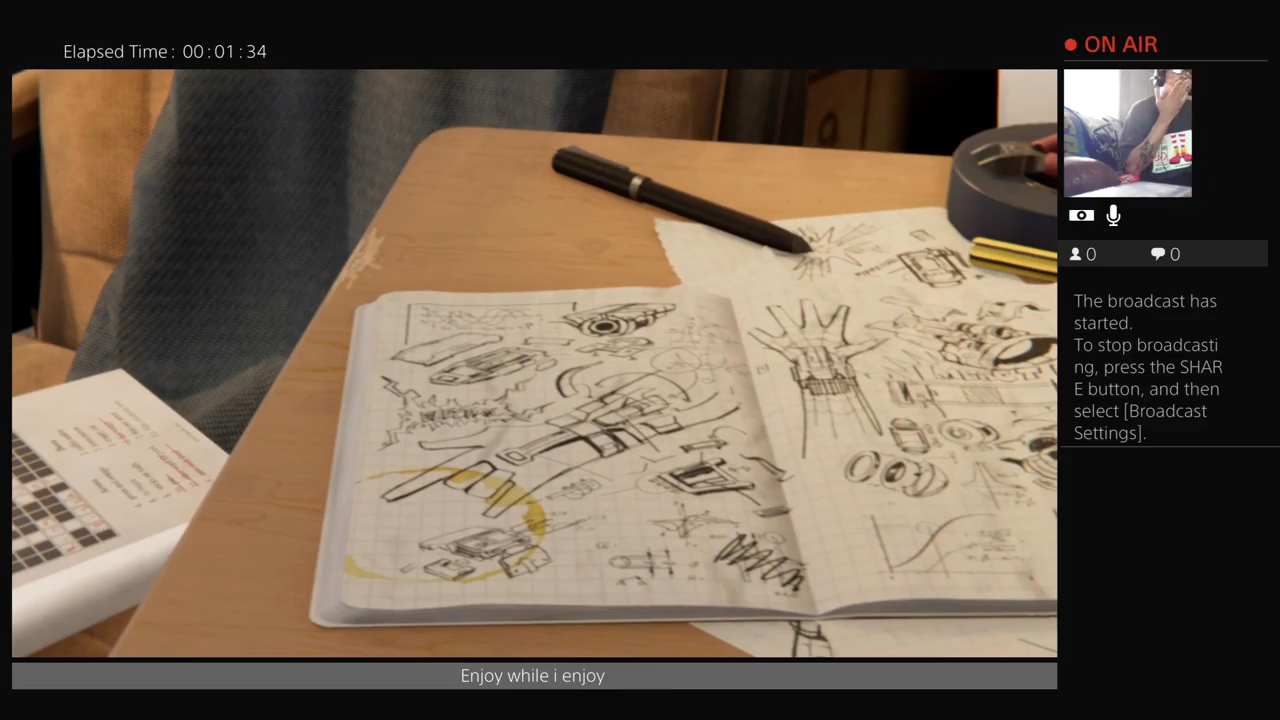 Elapsed Time: 00:01:34
ON AIR
0
0
The broadcast has
started.
To stop broadcasti
ng, press the SHAR
E button, and then
select [Broadcast
Settings].
Enjoy while i enjoy